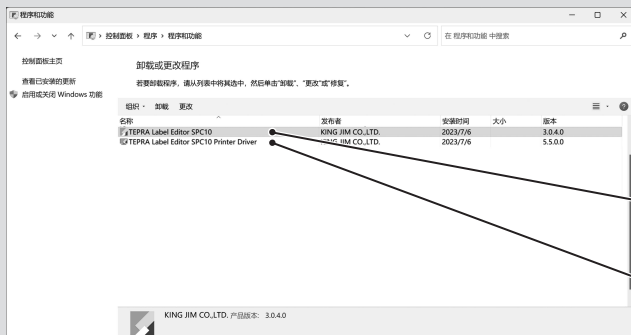 程序和功能
控制面板 › 程序 › 程序和功能
在 程序和功能 中搜索
控制面板主页
查看已安装的更新
启用或关闭 Windows 功能
卸载或更改程序
若要卸载程序，请从列表中将其选中，然后单击“卸载”、“更改”或“修复”。
组织 卸载 更改
名称 发布者 安装时间 大小 版本
TEPRA Label Editor SPC10 KING JIM CO.,LTD. 2023/7/6 3.0.4.0
TEPRA Label Editor SPC10 Printer Driver KING JIM CO.,LTD. 2023/7/6 5.5.0.0
KING JIM CO.,LTD. 产品版本: 3.0.4.0